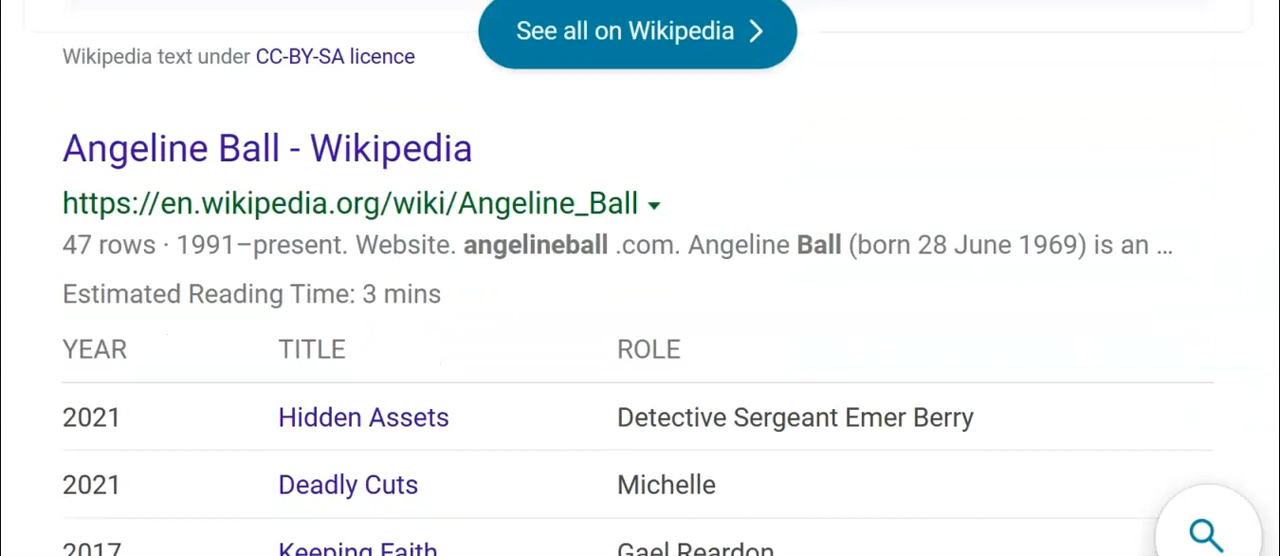 See all on Wikipedia
Wikipedia text under CC-BY-SA licence
Angeline Ball - Wikipedia
https://en.wikipedia.org/wiki/Angeline_Ball
47 rows · 1991–present. Website. angelineball .com. Angeline Ball (born 28 June 1969) is an ...
Estimated Reading Time: 3 mins
YEAR TITLE ROLE
2021 Hidden Assets Detective Sergeant Emer Berry
2021 Deadly Cuts Michelle
2017 Keeping Faith Gael Reardon